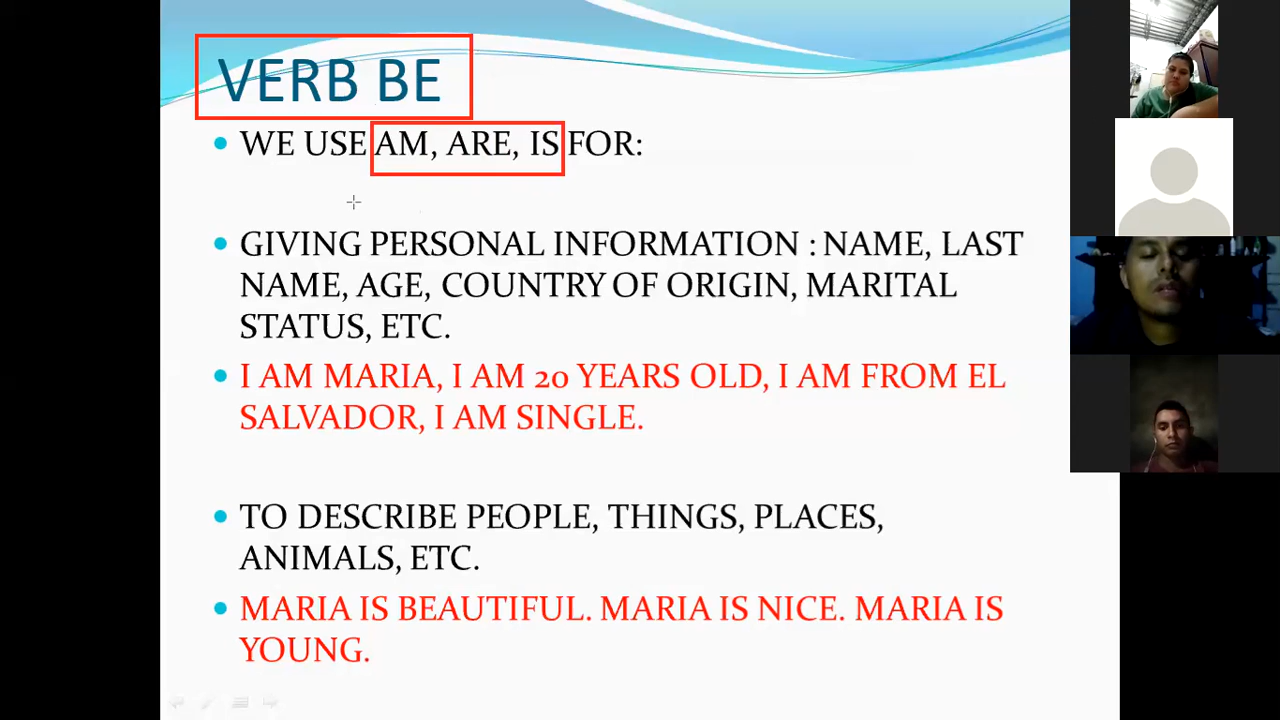 VERB BE
WE USE AM, ARE, IS FOR:
GIVING PERSONAL INFORMATION : NAME, LAST
NAME, AGE, COUNTRY OF ORIGIN, MARITAL
STATUS, ETC.
I AM MARIA, I AM 20 YEARS OLD, I AM FROM EL
SALVADOR, I AM SINGLE.
TO DESCRIBE PEOPLE, THINGS, PLACES,
ANIMALS, ETC.
MARIA IS BEAUTIFUL. MARIA IS NICE. MARIA IS
YOUNG.